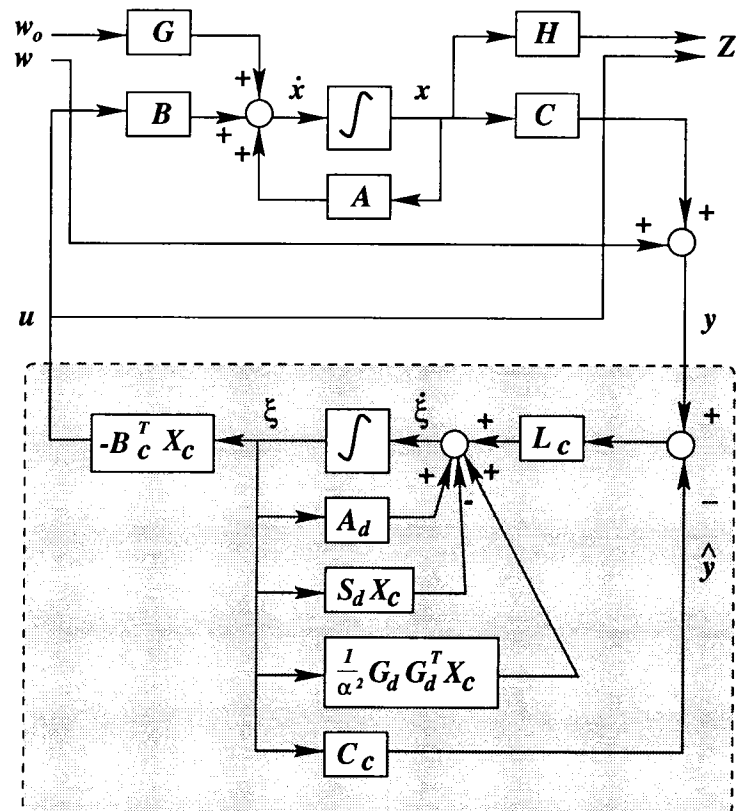 w_o G H
w Z
+ ẋ ∫ x
B + C
+
A
+ +
u y
ξ ξ̇
-B_c^T X_c ∫ + L_c +
+ - +
A_d −
ŷ
S_d X_c
1/α² G_d G_d^T X_c
C_c